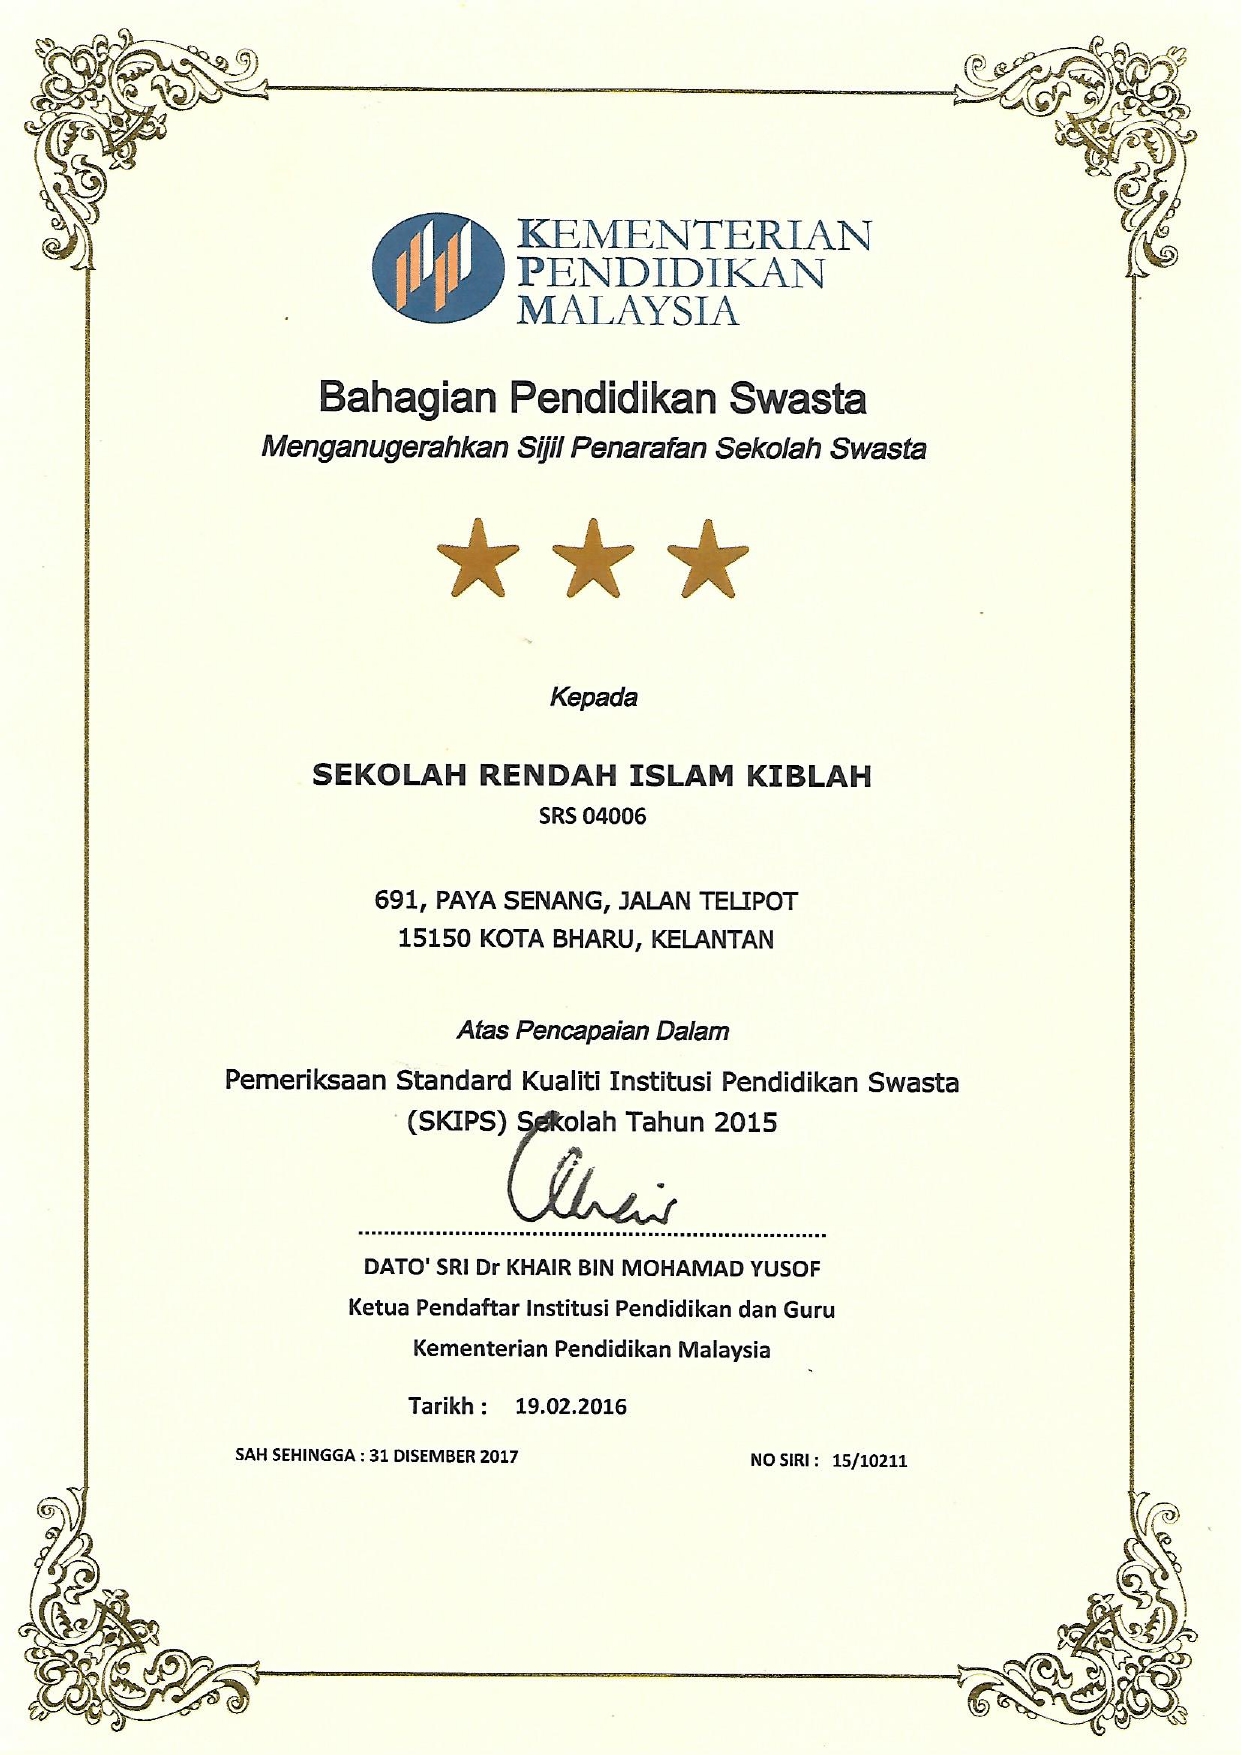 KEMENTERIAN
PENDIDIKAN
MALAYSIA
Bahagian Pendidikan Swasta
Menganugerahkan Sijil Penarafan Sekolah Swasta
Kepada
SEKOLAH RENDAH ISLAM KIBLAH
SRS 04006
691, PAYA SENANG, JALAN TELIPOT
15150 KOTA BHARU, KELANTAN
Atas Pencapaian Dalam
Pemeriksaan Standard Kualiti Institusi Pendidikan Swasta
(SKIPS) Sekolah Tahun 2015
DATO' SRI Dr KHAIR BIN MOHAMAD YUSOF
Ketua Pendaftar Institusi Pendidikan dan Guru
Kementerian Pendidikan Malaysia
Tarikh : 19.02.2016
SAH SEHINGGA : 31 DISEMBER 2017 NO SIRI : 15/10211